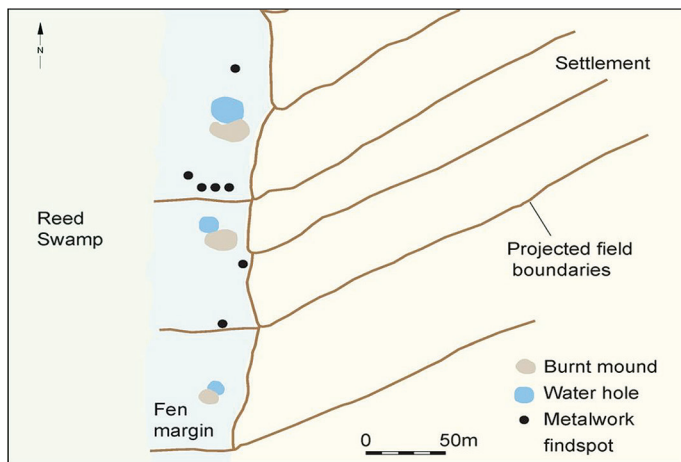 N
Settlement
Reed
Swamp
Projected field
boundaries
Fen
margin
0 50m
Burnt mound
Water hole
Metalwork
findspot